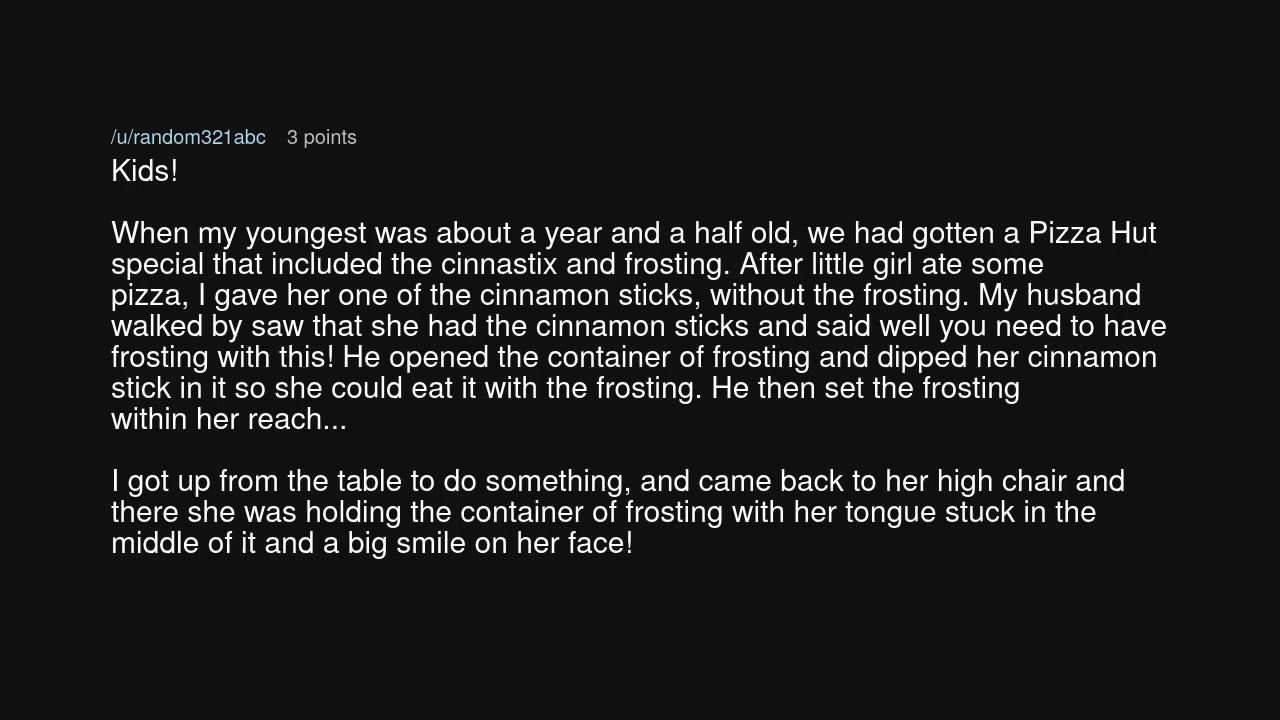 /u/random321abc 3 points
Kids!
When my youngest was about a year and a half old, we had gotten a Pizza Hut
special that included the cinnastix and frosting. After little girl ate some
pizza, I gave her one of the cinnamon sticks, without the frosting. My husband
walked by saw that she had the cinnamon sticks and said well you need to have
frosting with this! He opened the container of frosting and dipped her cinnamon
stick in it so she could eat it with the frosting. He then set the frosting
within her reach...
I got up from the table to do something, and came back to her high chair and
there she was holding the container of frosting with her tongue stuck in the
middle of it and a big smile on her face!